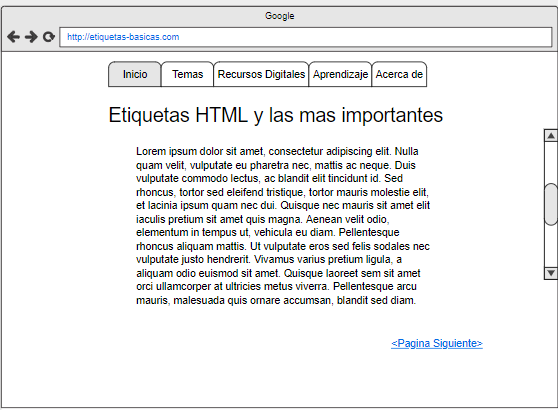 Google
http://etiquetas-basicas.com
Inicio Temas Recursos Digitales Aprendizaje Acerca de
Etiquetas HTML y las mas importantes
Lorem ipsum dolor sit amet, consectetur adipiscing elit. Nulla
quam velit, vulputate eu pharetra nec, mattis ac neque. Duis
vulputate commodo lectus, ac blandit elit tincidunt id. Sed
rhoncus, tortor sed eleifend tristique, tortor mauris molestie elit,
et lacinia ipsum quam nec dui. Quisque nec mauris sit amet elit
iaculis pretium sit amet quis magna. Aenean velit odio,
elementum in tempus ut, vehicula eu diam. Pellentesque
rhoncus aliquam mattis. Ut vulputate eros sed felis sodales nec
vulputate justo hendrerit. Vivamus varius pretium ligula, a
aliquam odio euismod sit amet. Quisque laoreet sem sit amet
orci ullamcorper at ultricies metus viverra. Pellentesque arcu
mauris, malesuada quis ornare accumsan, blandit sed diam.
<Pagina Siguiente>